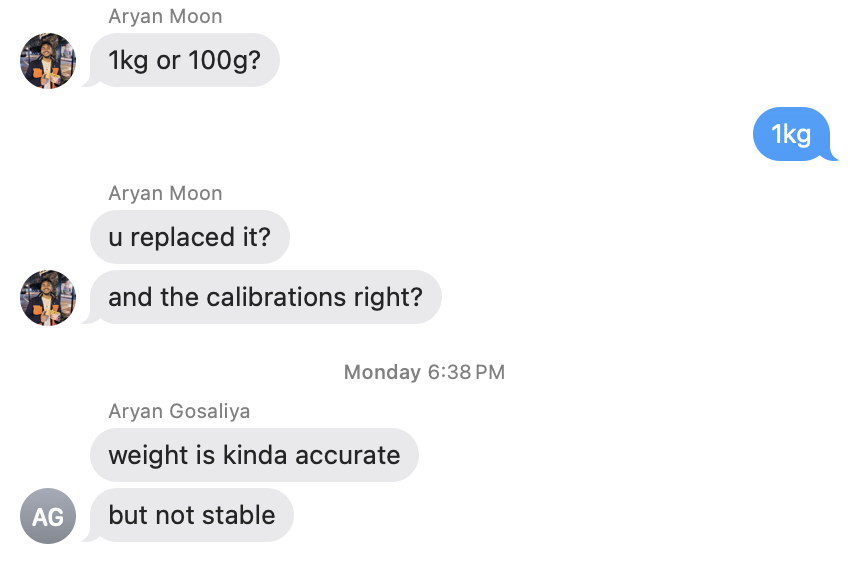 Aryan Moon
1kg or 100g?
1kg
Aryan Moon
u replaced it?
and the calibrations right?
Monday 6:38 PM
Aryan Gosaliya
weight is kinda accurate
AG
but not stable